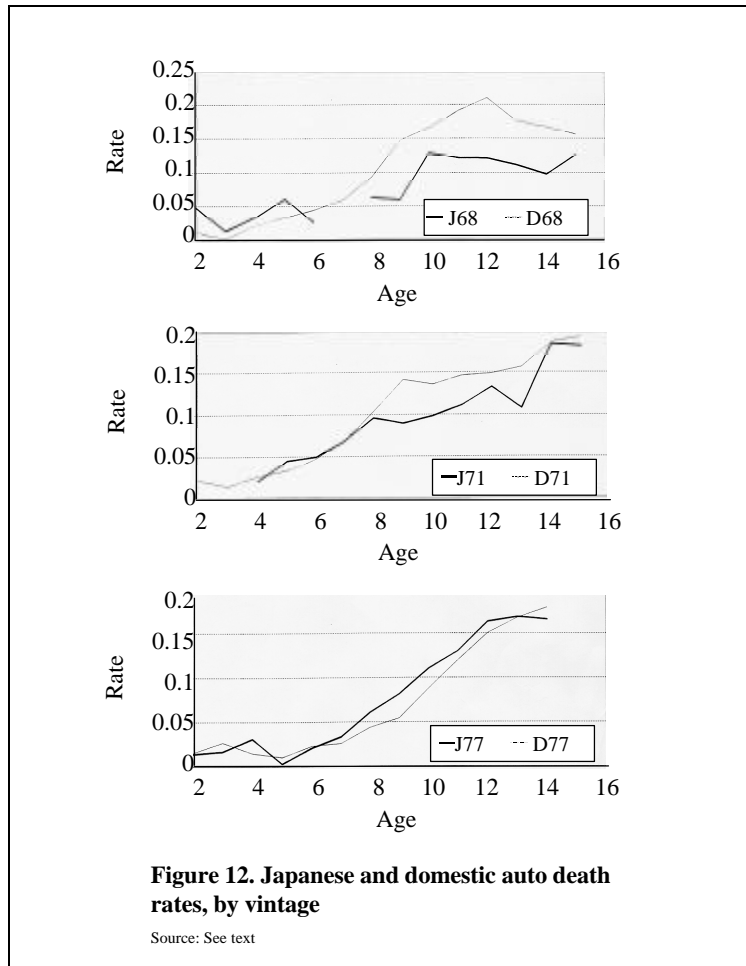 0.25
0.2
0.15
0.1
0.05
0
Rate
J68 D68
2 4 6 8 10 12 14 16
Age
0.2
0.15
0.1
0.05
0
Rate
J71 D71
2 4 6 8 10 12 14 16
Age
0.2
0.15
0.1
0.05
0
Rate
J77 D77
2 4 6 8 10 12 14 16
Age
Figure 12. Japanese and domestic auto death
rates, by vintage
Source: See text